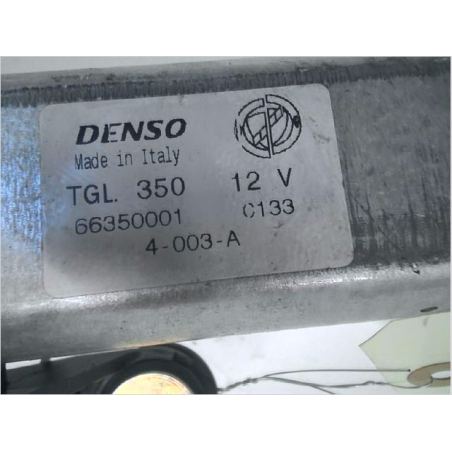 DENSO
Made in Italy
TGL. 350 12 V
66350001 C133
4-003-A